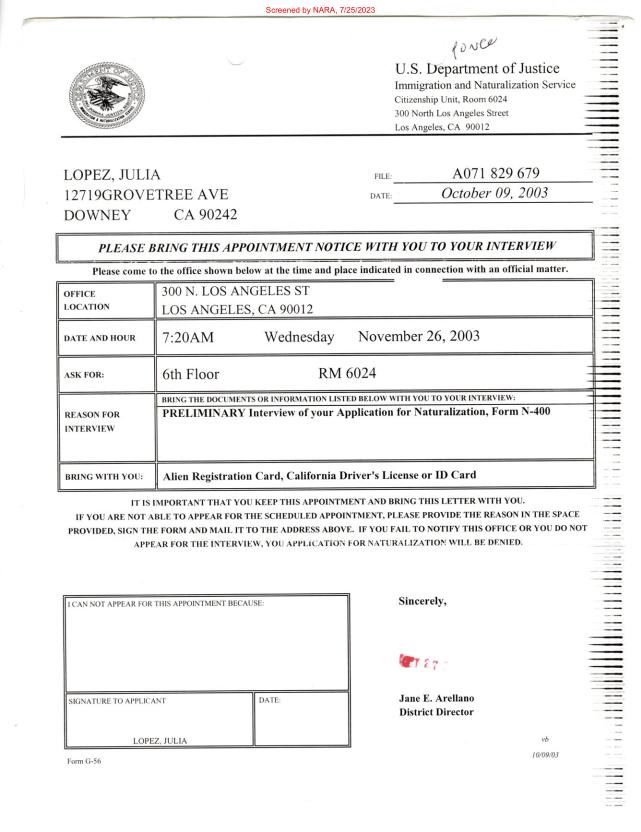 Screened by NARA, 7/25/2023
U.S. Department of Justice
Immigration and Naturalization Service
Citizenship Unit, Room 6024
300 North Los Angeles Street
Los Angeles, CA 90012
LOPEZ, JULIA
12719GROVETREE AVE
DOWNEY CA 90242
FILE: A071 829 679
DATE: October 09, 2003
PLEASE BRING THIS APPOINTMENT NOTICE WITH YOU TO YOUR INTERVIEW
Please come to the office shown below at the time and place indicated in connection with an official matter.
OFFICE LOCATION
300 N. LOS ANGELES ST
LOS ANGELES, CA 90012
DATE AND HOUR 7:20AM Wednesday November 26, 2003
ASK FOR: 6th Floor RM 6024
REASON FOR INTERVIEW
BRING THE DOCUMENTS OR INFORMATION LISTED BELOW WITH YOU TO YOUR INTERVIEW:
PRELIMINARY Interview of your Application for Naturalization, Form N-400
BRING WITH YOU: Alien Registration Card, California Driver's License or ID Card
IT IS IMPORTANT THAT YOU KEEP THIS APPOINTMENT AND BRING THIS LETTER WITH YOU.
IF YOU ARE NOT ABLE TO APPEAR FOR THE SCHEDULED APPOINTMENT, PLEASE PROVIDE THE REASON IN THE SPACE
PROVIDED, SIGN THE FORM AND MAIL IT TO THE ADDRESS ABOVE. IF YOU FAIL TO NOTIFY THIS OFFICE OR YOU DO NOT
APPEAR FOR THE INTERVIEW, YOU APPLICATION FOR NATURALIZATION WILL BE DENIED.
I CAN NOT APPEAR FOR THIS APPOINTMENT BECAUSE:
SIGNATURE TO APPLICANT
DATE:
LOPEZ, JULIA
Form G-56
Sincerely,
Jane E. Arellano
District Director
vb
10/09/03